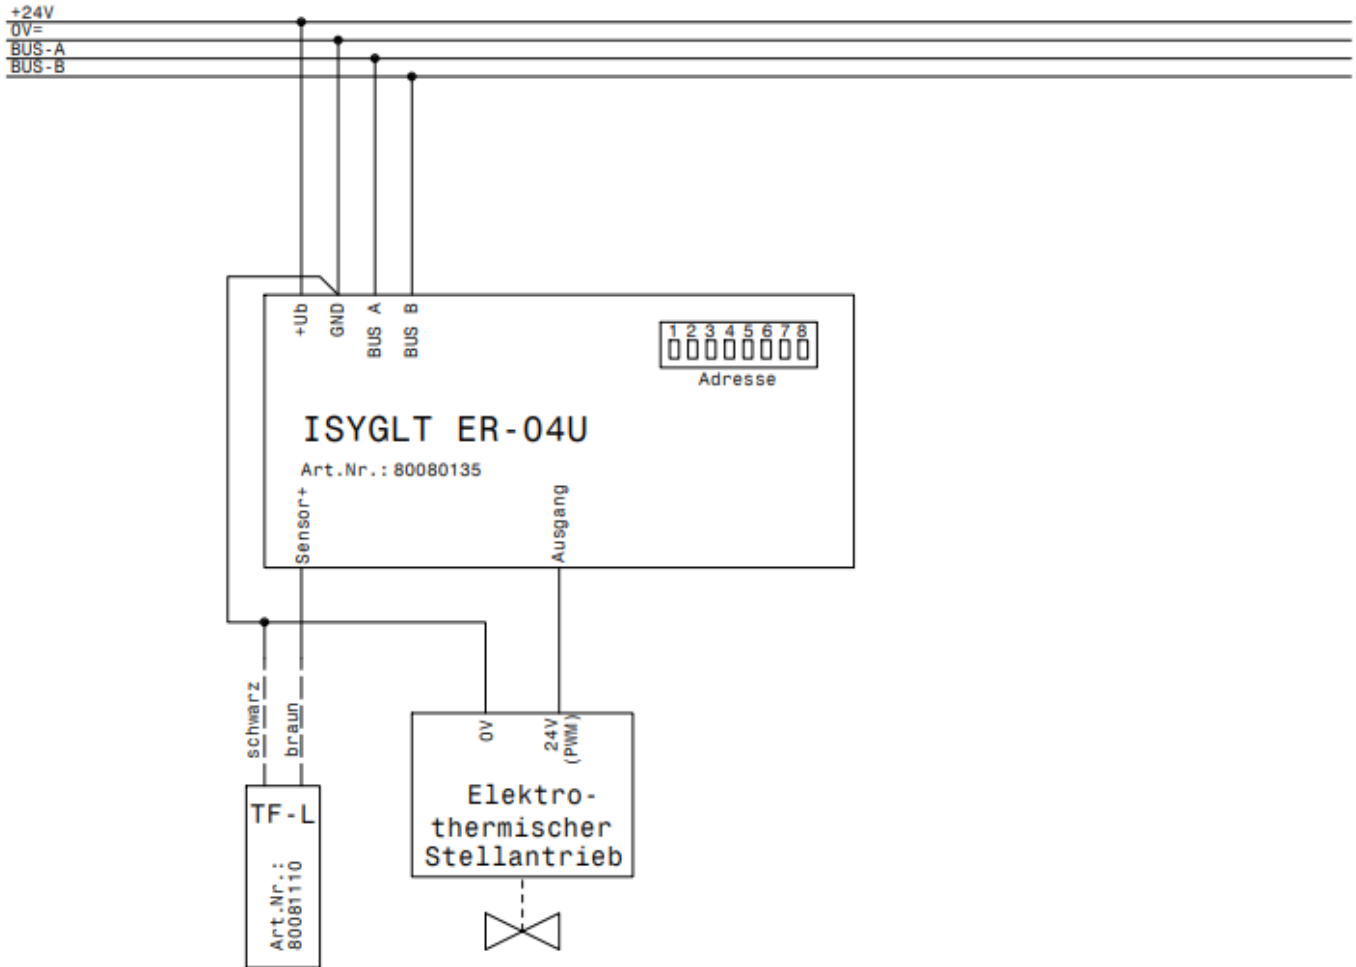 +24V
0V=
BUS-A
BUS-B
+Ub
GND
BUS A
BUS B
1 2 3 4 5 6 7 8
Adresse
ISYGLT ER-04U
Art.Nr.: 80080135
Sensor+
Ausgang
schwarz
braun
0V
24V
(PWM)
TF-L
Art.Nr.:
80081110
Elektro-
thermischer
Stellantrieb